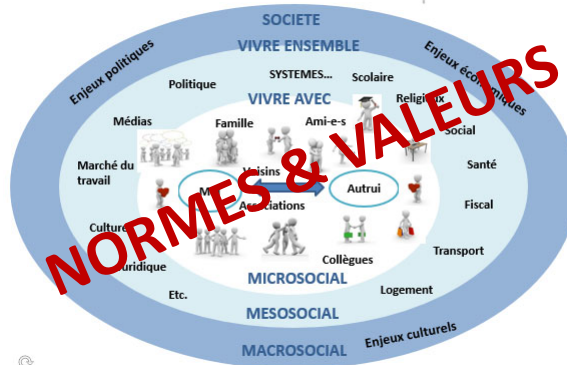 SOCIETE
VIVRE ENSEMBLE
Enjeux politiques
Enjeux économiques
SYSTEMES...
Politique
Scolaire
VIVRE AVEC
Religieux
Médias
Famille
Ami-e-s
Social
Marché du
travail
Voisins
Santé
Autrui
Associations
Fiscal
Culture
Collègues
Juridique
Transport
MICROSOCIAL
Etc.
Logement
MESOSOCIAL
Enjeux culturels
MACROSOCIAL
NORMES & VALEURS